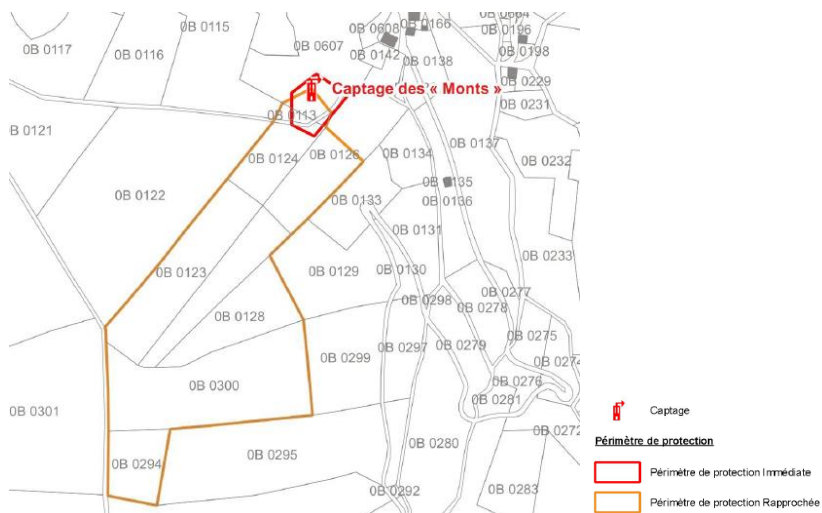 0B 0117
0B 0116
0B 0115
0B 0607
0B 0608
0B 0166
0B 0142
0B 0138
0B 0664
0B 0196
0B 0198
0B 0229
0B 0231
Captage des « Monts »
0B 0113
B 0121
0B 0124
0B 0126
0B 0134
0B 0137
0B 0232
0B 0122
0B 0133
0B 0135
0B 0136
0B 0131
0B 0233
0B 0123
0B 0129
0B 0130
0B 0128
0B 0298
0B 0277
0B 0278
0B 0275
0B 0299
0B 0297
0B 0279
0B 0274
0B 0300
0B 0276
0B 0281
0B 0301
0B 0272
0B 0280
0B 0294
0B 0295
0B 0292
0B 0283
Captage
Périmètre de protection
Périmètre de protection Immédiate
Périmètre de protection Rapprochée